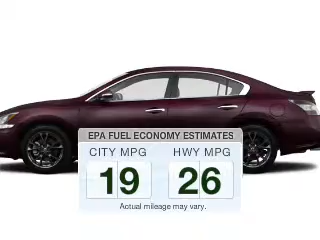 EPA FUEL ECONOMY ESTIMATES
CITY MPG HWY MPG
19 26
Actual mileage may vary.